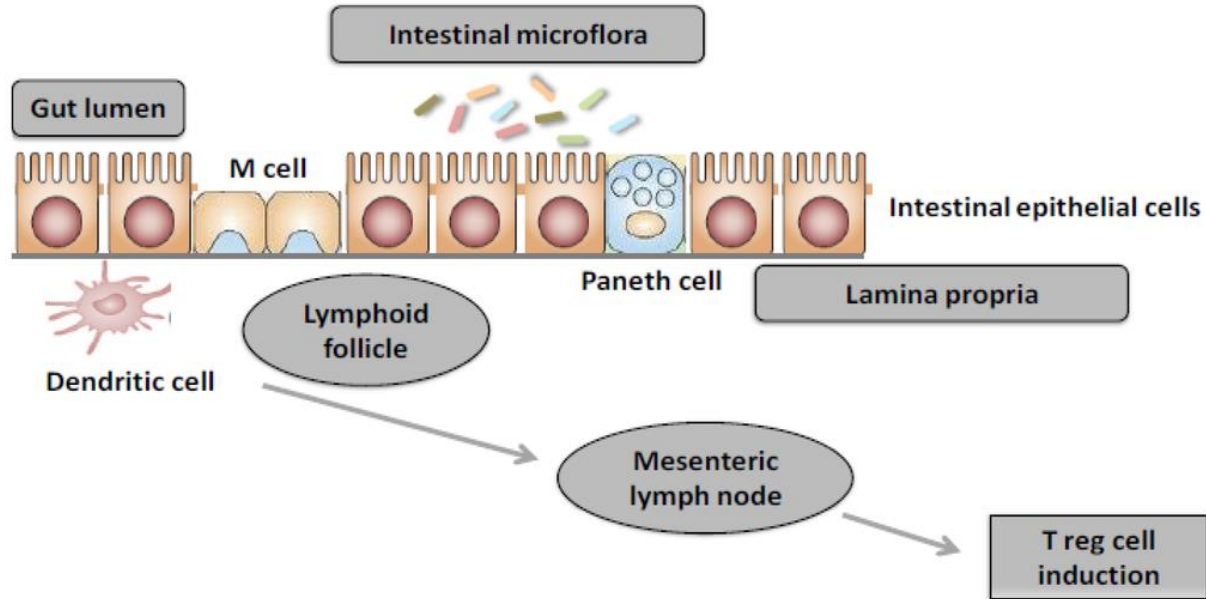 Intestinal microflora
Gut lumen
M cell
Intestinal epithelial cells
Paneth cell
Lamina propria
Lymphoid
follicle
Dendritic cell
Mesenteric
lymph node
T reg cell
induction